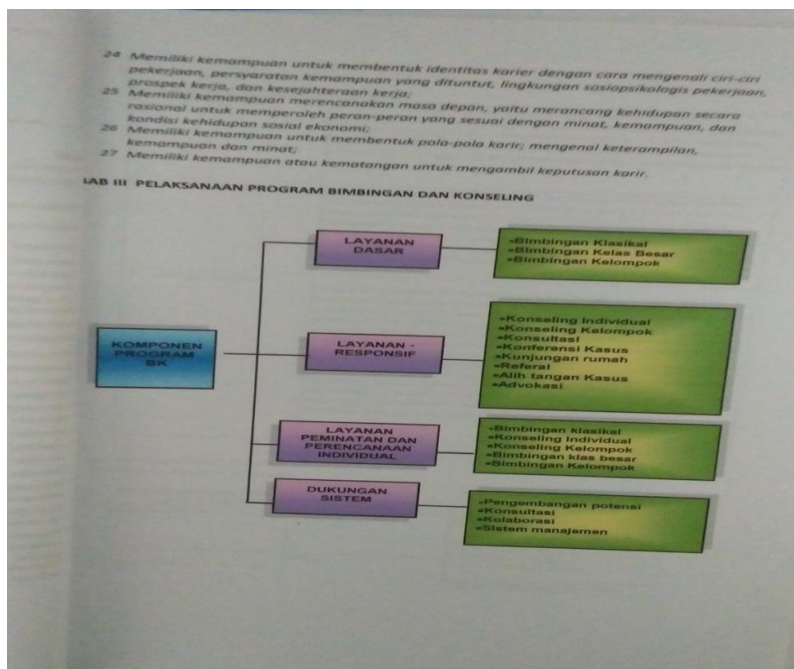 24 Memiliki kemampuan untuk membentuk identitas karier dengan cara mengenali ciri-ciri
pekerjaan, persyaratan kemampuan yang dituntut, lingkungan sosiopsikologis pekerjaan,
prospek kerja, dan kesejahteraan kerja;
25 Memiliki kemampuan merencanakan masa depan, yaitu merancang kehidupan secara
rasional untuk memperoleh peran-peran yang sesuai dengan minat, kemampuan, dan
kondisi kehidupan sosial ekonomi;
26 Memiliki kemampuan untuk membentuk pola-pola karir; mengenal keterampilan,
kemampuan dan minat;
27 Memiliki kemampuan atau kematangan untuk mengambil keputusan karir.
BAB III PELAKSANAAN PROGRAM BIMBINGAN DAN KONSELING
KOMPONEN
PROGRAM
BK
LAYANAN
DASAR
•Bimbingan Klasikal
•Bimbingan Kelas Besar
•Bimbingan Kelompok
LAYANAN -
RESPONSIF
•Konseling Individual
•Konseling Kelompok
•Konsultasi
•Konferensi Kasus
•Kunjungan rumah
•Referal
•Alih tangan Kasus
•Advokasi
LAYANAN
PEMINATAN DAN
PERENCANAAN
INDIVIDUAL
•Bimbingan klasikal
•Konseling Individual
•Konseling Kelompok
•Bimbingan klas besar
•Bimbingan Kelompok
DUKUNGAN
SISTEM
•Pengembangan potensi
•Konsultasi
•Kolaborasi
•Sistem manajemen